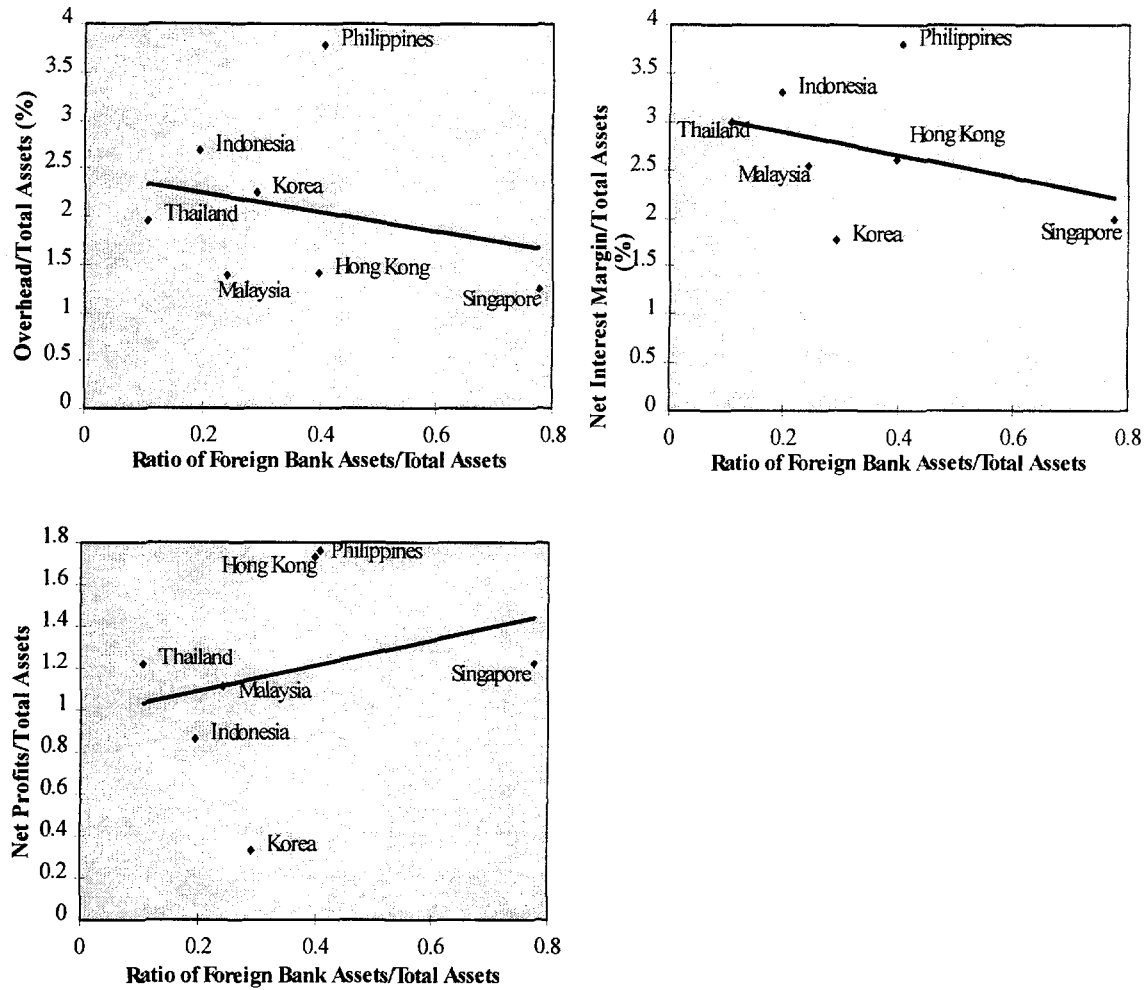 4
3.5
3
2.5
2
1.5
1
0.5
0
Overhead/Total Assets (%)
Philippines
Indonesia
Korea
Thailand
Malaysia
Hong Kong
Singapore
0 0.2 0.4 0.6 0.8
Ratio of Foreign Bank Assets/Total Assets
4
3.5
3
2.5
2
1.5
1
0.5
0
Net Interest Margin/Total Assets
(%)
Philippines
Indonesia
Thailand
Hong Kong
Malaysia
Korea
Singapore
0 0.2 0.4 0.6 0.8
Ratio of Foreign Bank Assets/Total Assets
1.8
1.6
1.4
1.2
1
0.8
0.6
0.4
0.2
0
Net Profits/Total Assets
Philippines
Hong Kong
Thailand
Singapore
Malaysia
Indonesia
Korea
0 0.2 0.4 0.6 0.8
Ratio of Foreign Bank Assets/Total Assets